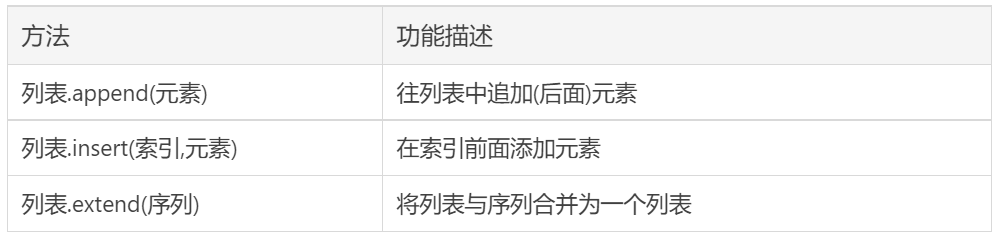 方法 功能描述
列表.append(元素) 往列表中追加(后面)元素
列表.insert(索引,元素) 在索引前面添加元素
列表.extend(序列) 将列表与序列合并为一个列表